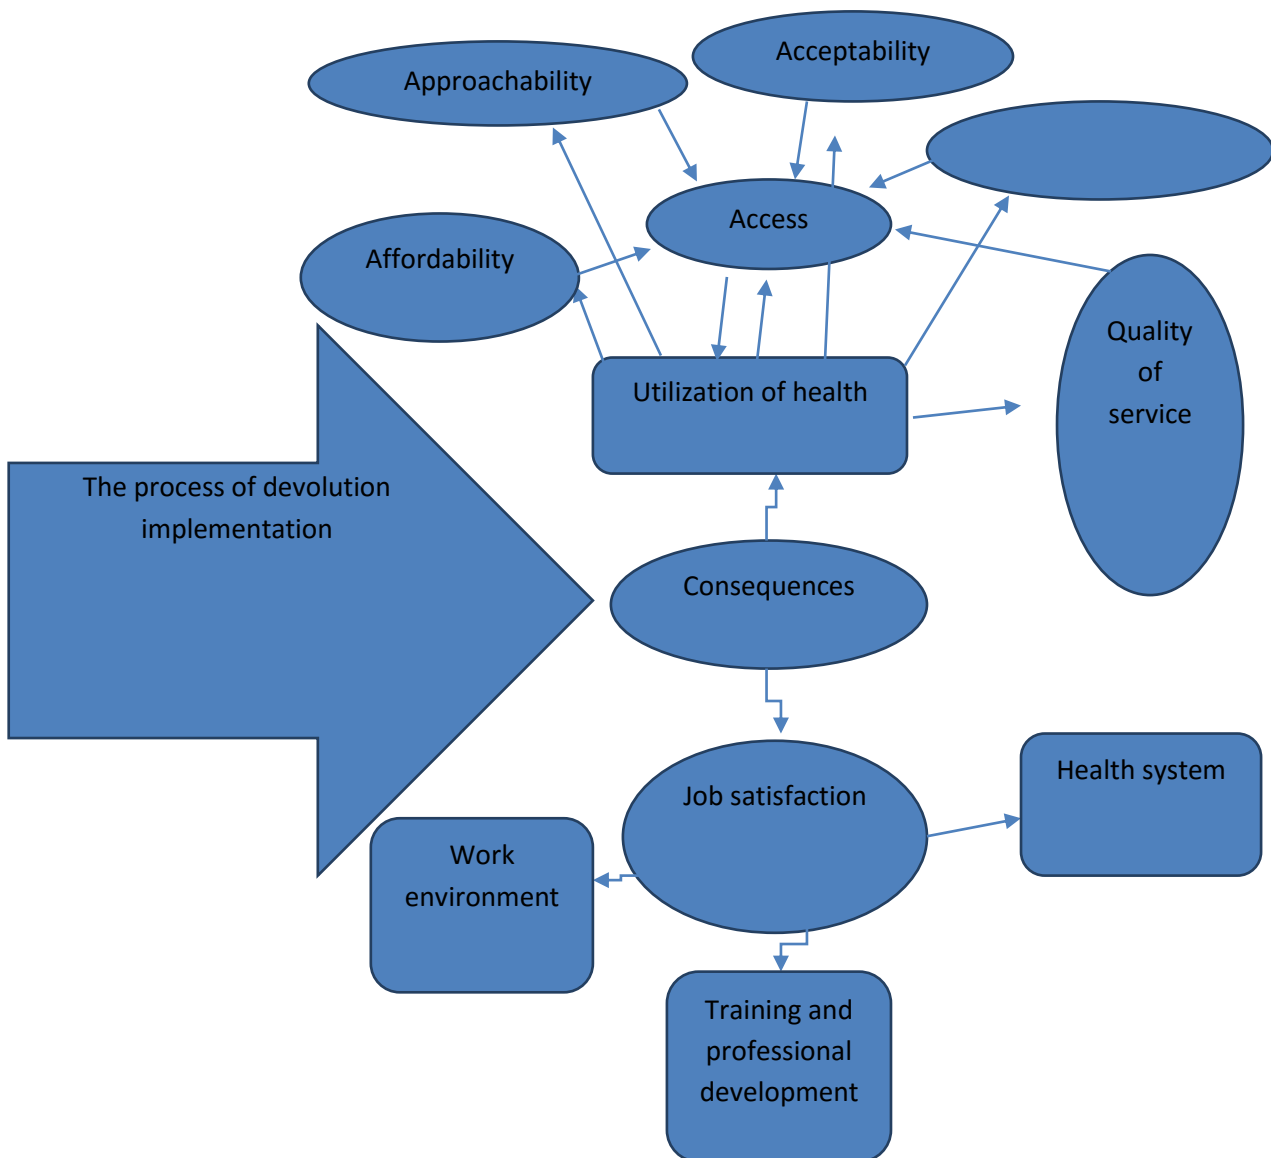 Acceptability
Approachability
Access
Affordability
Quality
of
service
Utilization of health
The process of devolution
implementation
Consequences
Job satisfaction
Health system
Work
environment
Training and
professional
development